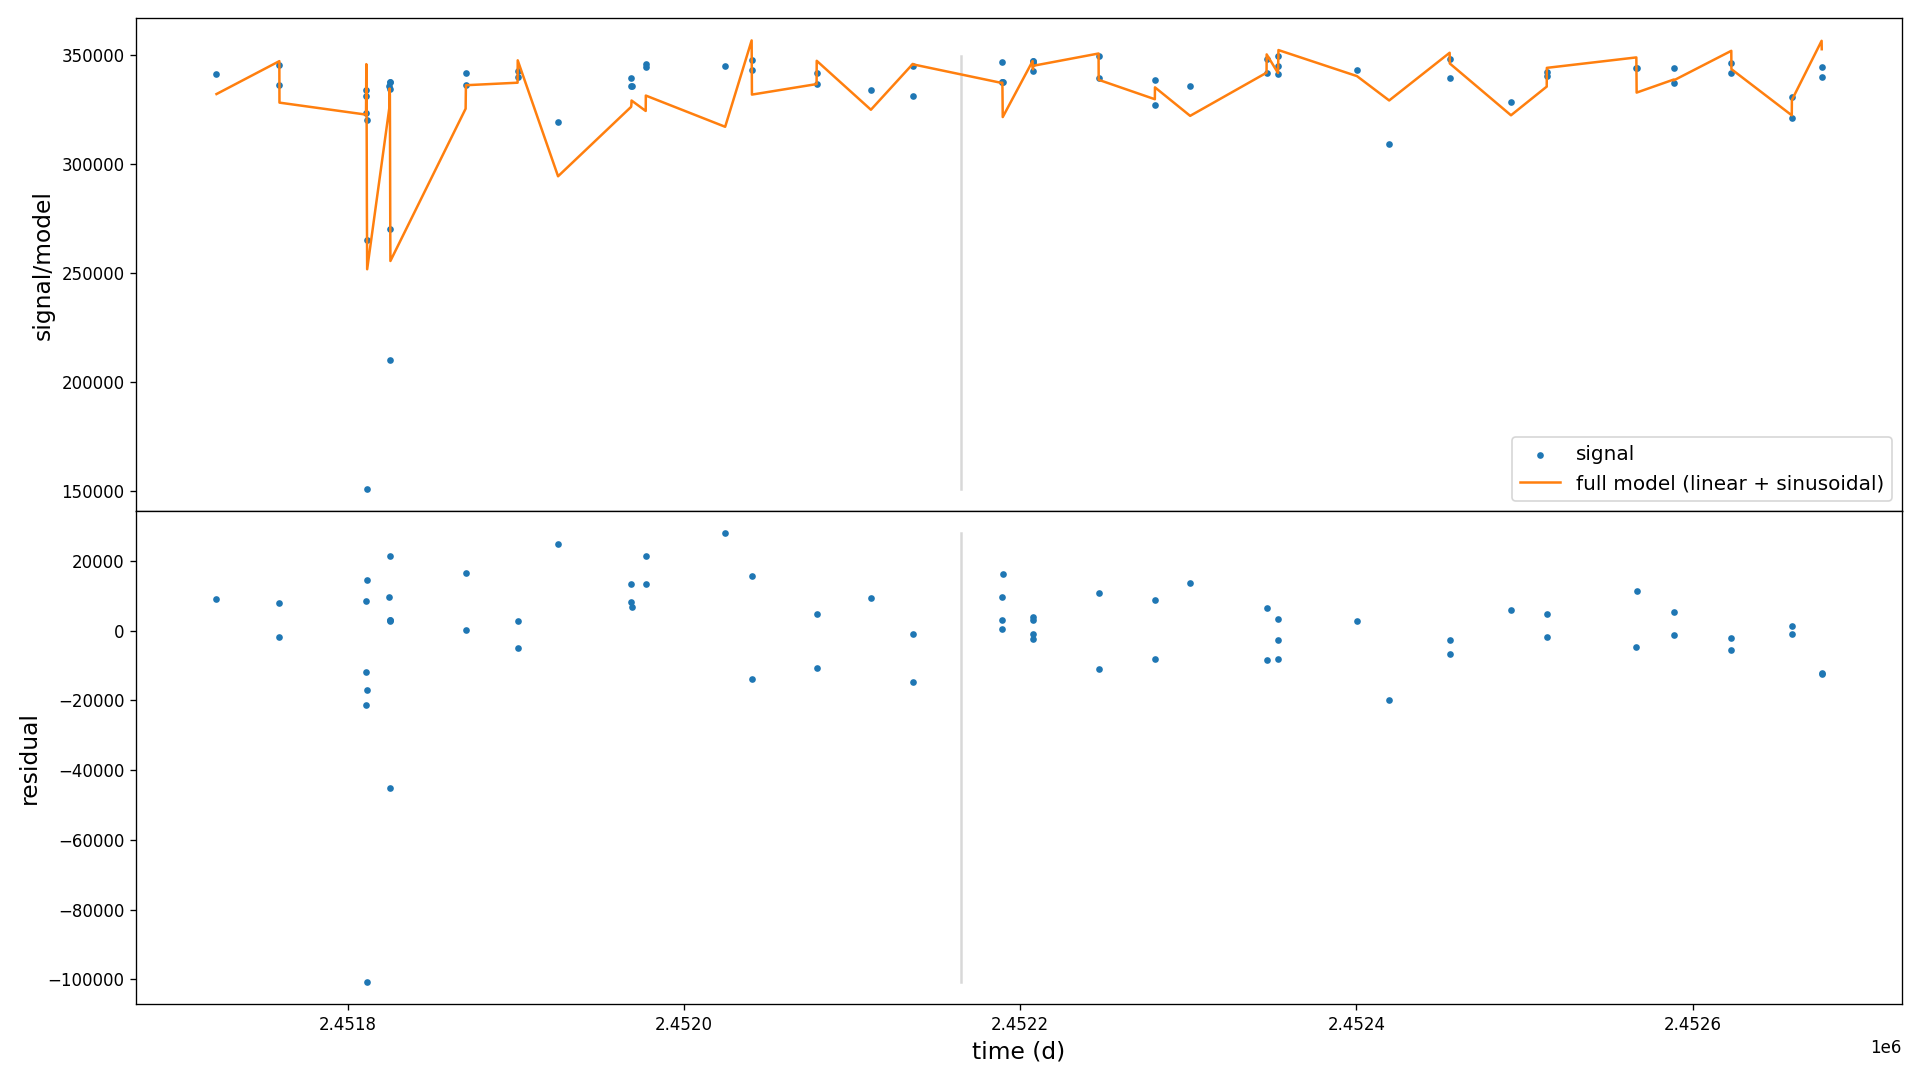 350000
300000
250000
200000
150000
signal/model
signal
full model (linear + sinusoidal)
20000
0
−20000
−40000
−60000
−80000
−100000
residual
2.4518
2.4520
2.4522
2.4524
2.4526
1e6
time (d)